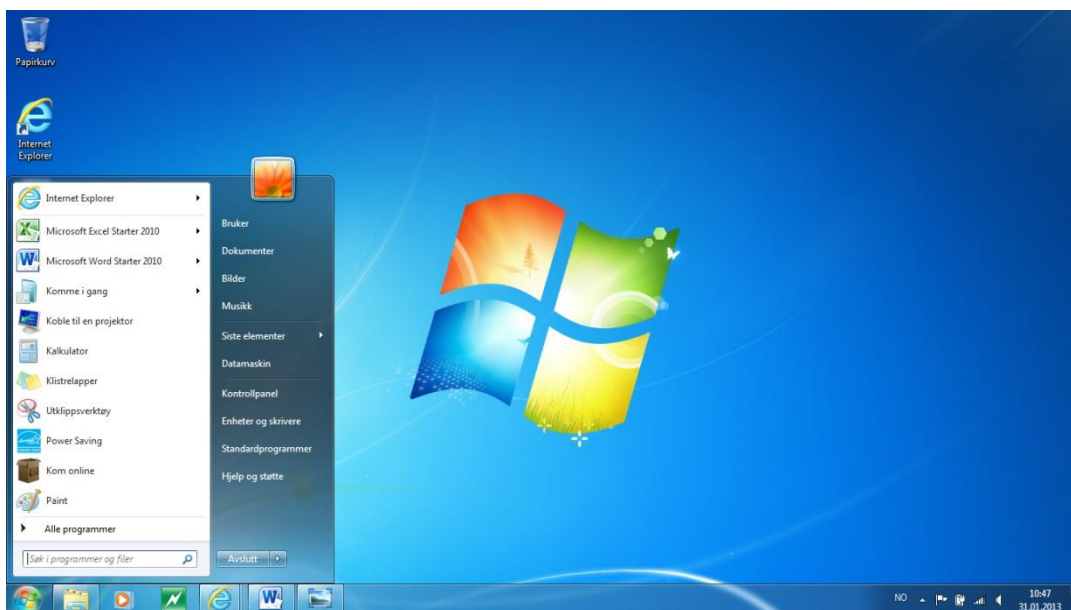 Papirkurv
Internet
Explorer
Internet Explorer
Microsoft Excel Starter 2010
Microsoft Word Starter 2010
Komme i gang
Koble til en projektor
Kalkulator
Klistrelapper
Utklippsverktøy
Power Saving
Kom online
Paint
Alle programmer
Søk i programmer og filer
Bruker
Dokumenter
Bilder
Musikk
Siste elementer
Datamaskin
Kontrollpanel
Enheter og skrivere
Standardprogrammer
Hjelp og støtte
Avslutt
NO
10:47
31.01.2013